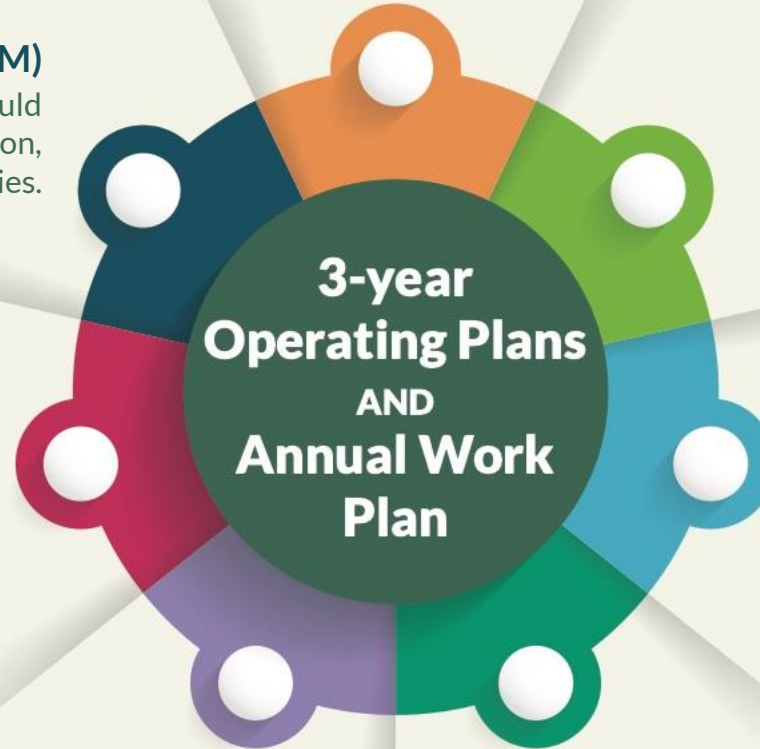 M)
uld
on,
ies.
3-year
Operating Plans
AND
Annual Work
Plan